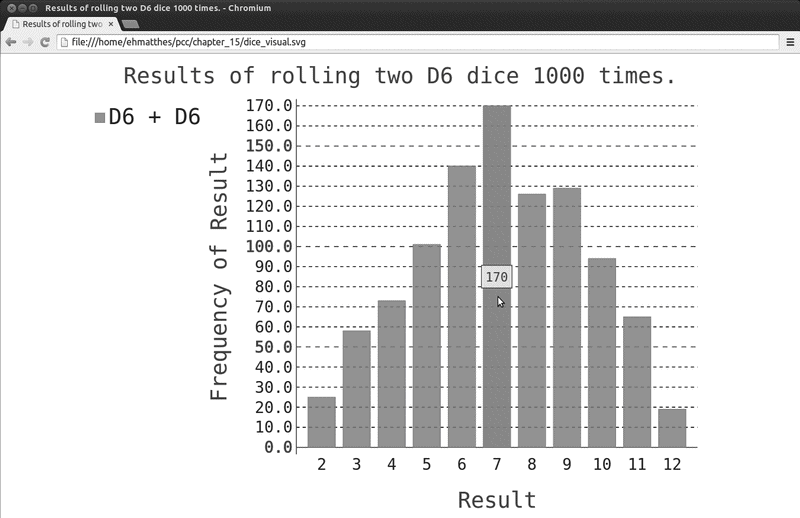 Results of rolling two D6 dice 1000 times. - Chromium
Results of rolling two
file:///home/ehmatthes/pcc/chapter_15/dice_visual.svg
Results of rolling two D6 dice 1000 times.
D6 + D6
Frequency of Result
170.0
160.0
150.0
140.0
130.0
120.0
110.0
100.0
90.0
80.0
70.0
60.0
50.0
40.0
30.0
20.0
10.0
0.0
170
2 3 4 5 6 7 8 9 10 11 12
Result